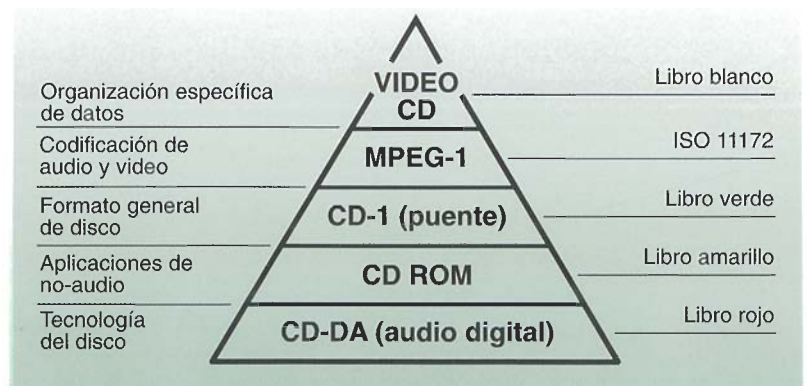 VIDEO
CD
Libro blanco
Organización específica
de datos
MPEG-1
ISO 11172
Codificación de
audio y video
CD-1 (puente)
Libro verde
Formato general
de disco
CD ROM
Libro amarillo
Aplicaciones de
no-audio
CD-DA (audio digital)
Libro rojo
Tecnología
del disco